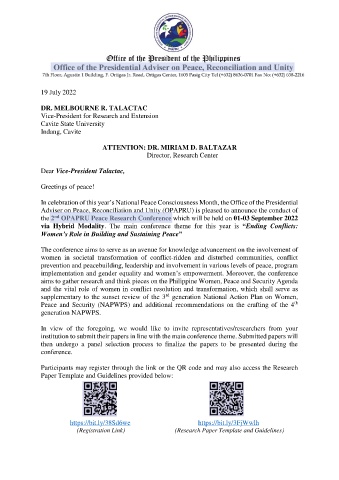 Office of the President of the Philippines
Office of the Presidential Adviser on Peace, Reconciliation and Unity
7th Floor, Agustin 1 Building, F. Ortigas Jr. Road, Ortigas Center, 1605 Pasig City Tel (+632) 8636-0701 Fax No: (+632) 638-2216
19 July 2022
DR. MELBOURNE R. TALACTAC
Vice-President for Research and Extension
Cavite State University
Indang, Cavite
ATTENTION: DR. MIRIAM D. BALTAZAR
Director, Research Center
Dear Vice-President Talactac,
Greetings of peace!
In celebration of this year's National Peace Consciousness Month, the Office of the Presidential
Adviser on Peace, Reconciliation and Unity (OPAPRU) is pleased to announce the conduct of
the 2nd OPAPRU Peace Research Conference which will be held on 01-03 September 2022
via Hybrid Modality. The main conference theme for this year is "Ending Conflicts:
Women's Role in Building and Sustaining Peace"
The conference aims to serve as an avenue for knowledge advancement on the involvement of
women in societal transformation of conflict-ridden and disturbed communities, conflict
prevention and peacebuilding, leadership and involvement in various levels of peace, program
implementation and gender equality and women's empowerment. Moreover, the conference
aims to gather research and think pieces on the Philippine Women, Peace and Security Agenda
and the vital role of women in conflict resolution and transformation, which shall serve as
supplementary to the sunset review of the 3rd generation National Action Plan on Women,
Peace and Security (NAPWPS) and additional recommendations on the crafting of the 4th
generation NAPWPS.
In view of the foregoing, we would like to invite representatives/researchers from your
institution to submit their papers in line with the main conference theme. Submitted papers will
then undergo a panel selection process to finalize the papers to be presented during the
conference.
Participants may register through the link or the QR code and may also access the Research
Paper Template and Guidelines provided below:
https://bit.ly/38Sd6we https://bit.ly/3FjWwIh
(Registration Link) (Research Paper Template and Guidelines)